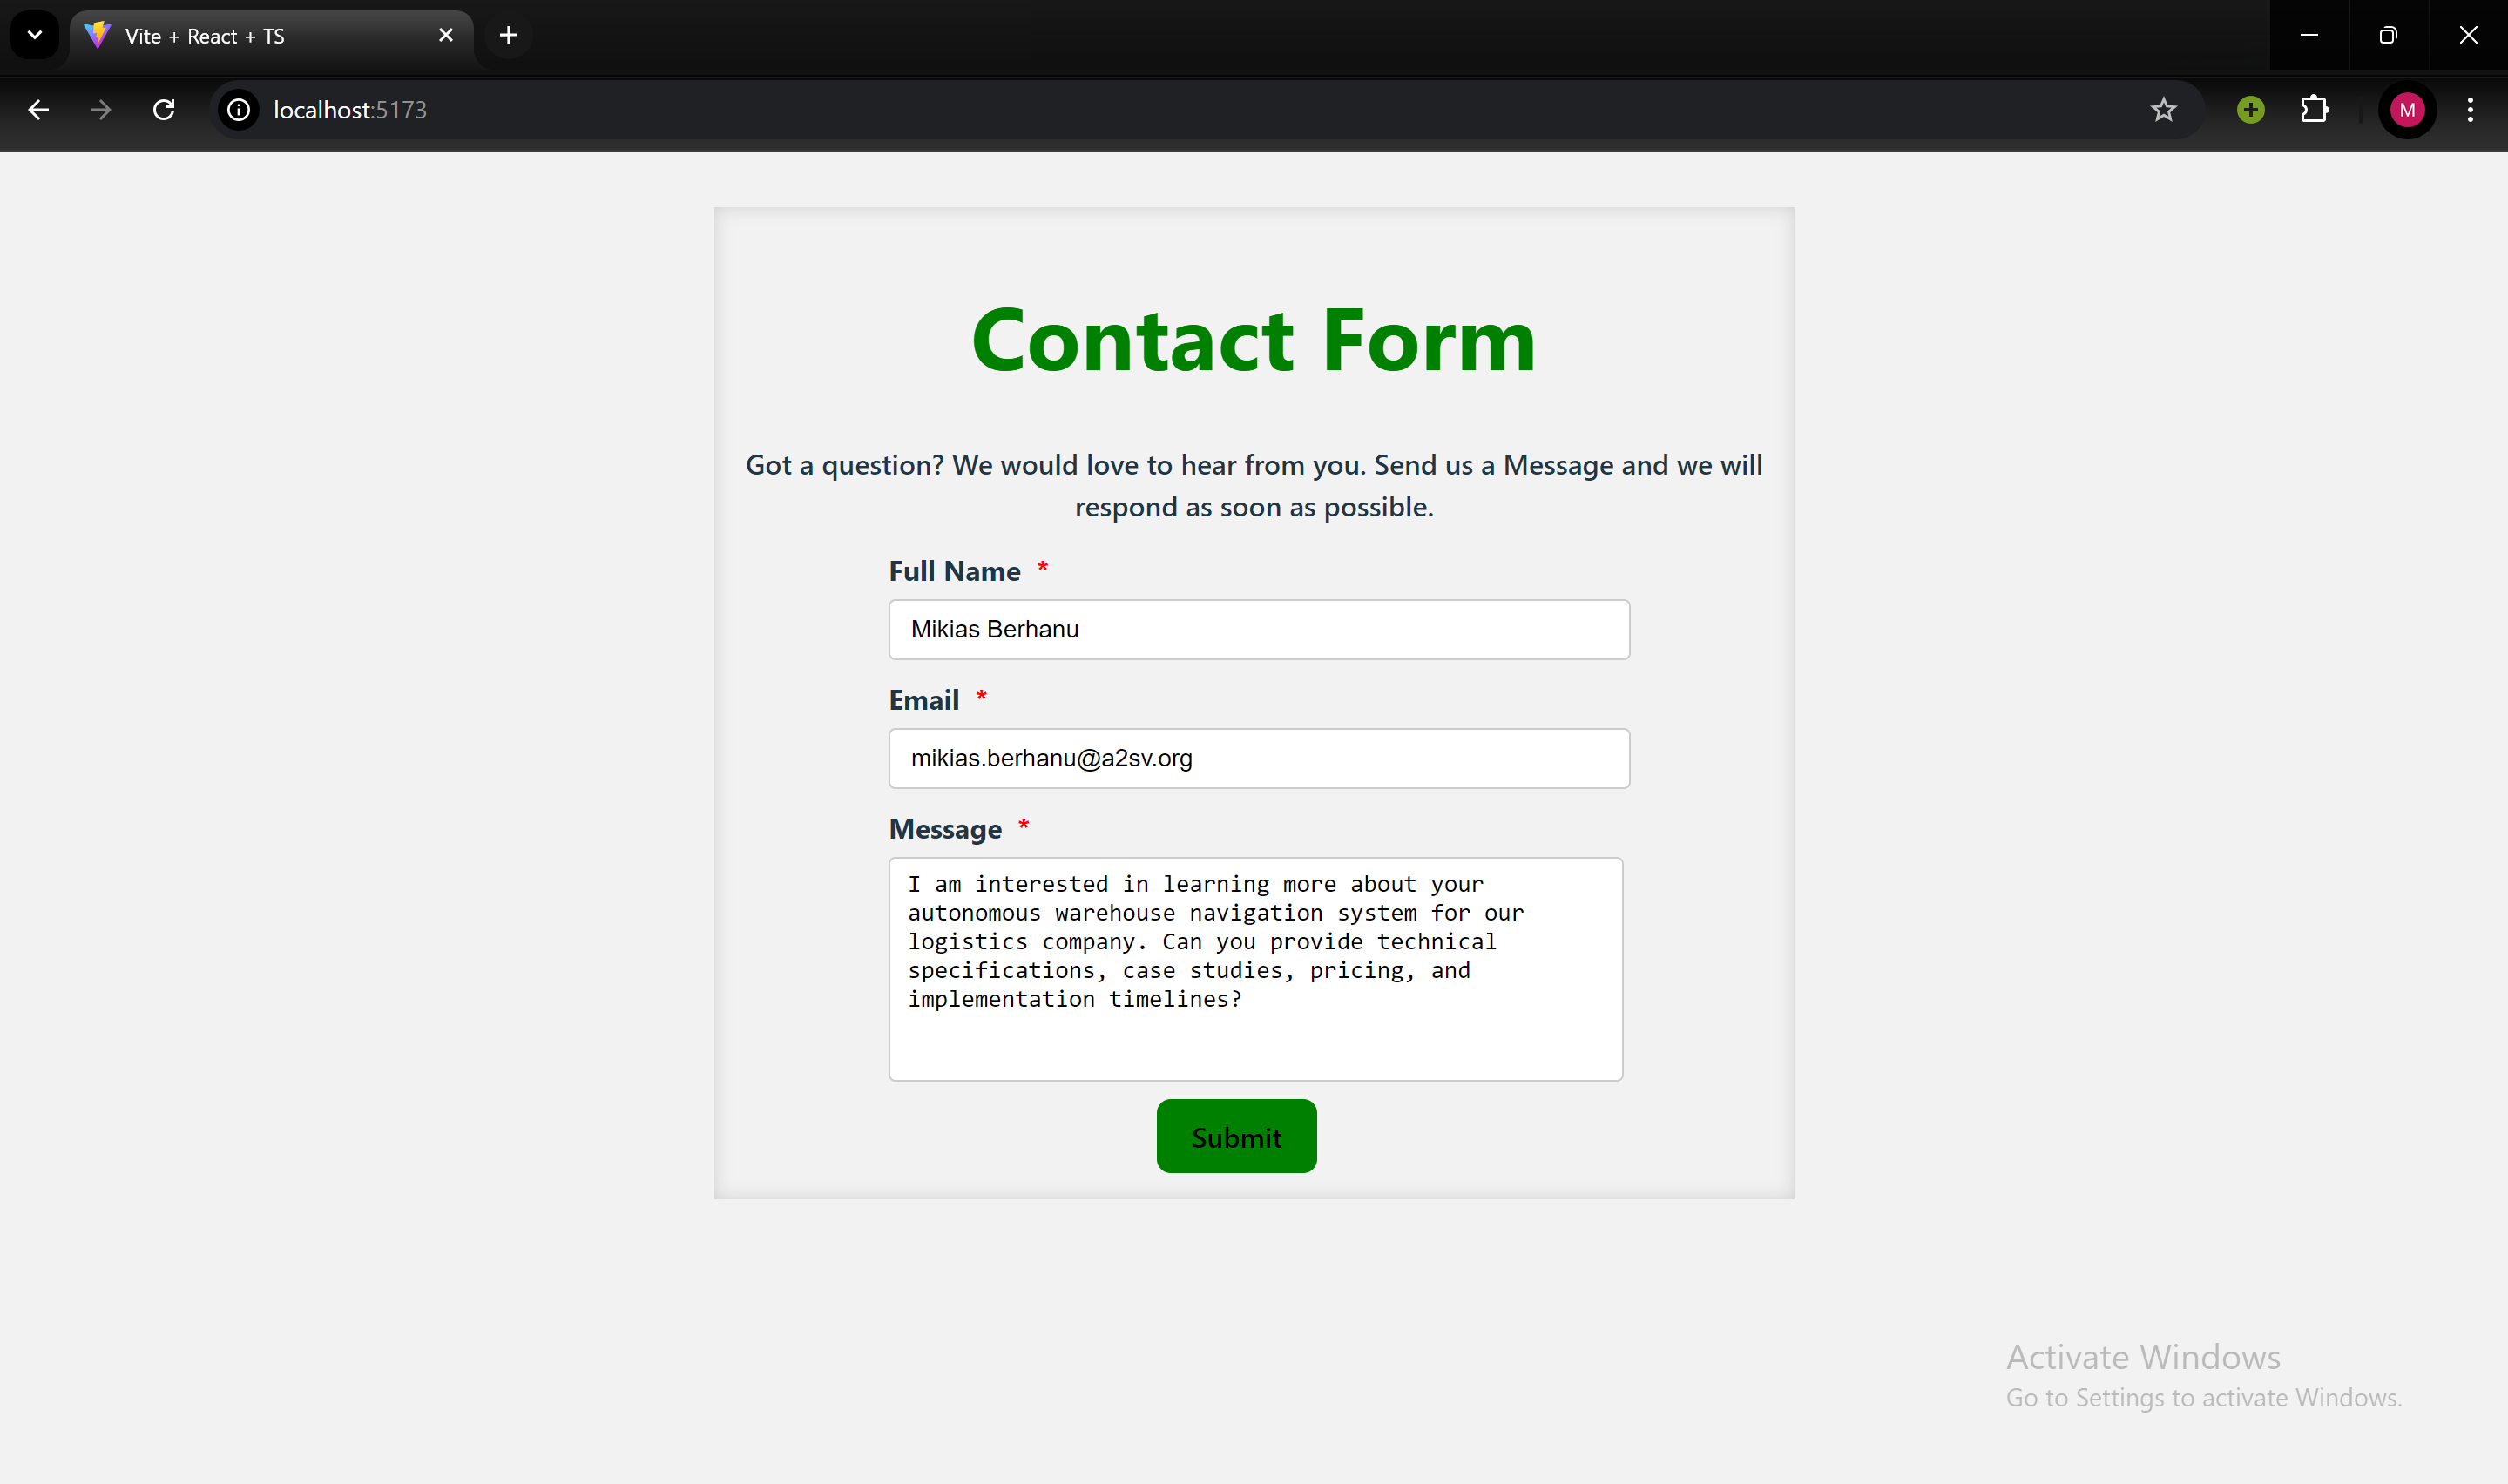 Vite + React + TS
localhost:5173
M
Contact Form
Got a question? We would love to hear from you. Send us a Message and we will
respond as soon as possible.
Full Name *
Mikias Berhanu
Email *
mikias.berhanu@a2sv.org
Message *
I am interested in learning more about your
autonomous warehouse navigation system for our
logistics company. Can you provide technical
specifications, case studies, pricing, and
implementation timelines?
Submit
Activate Windows
Go to Settings to activate Windows.